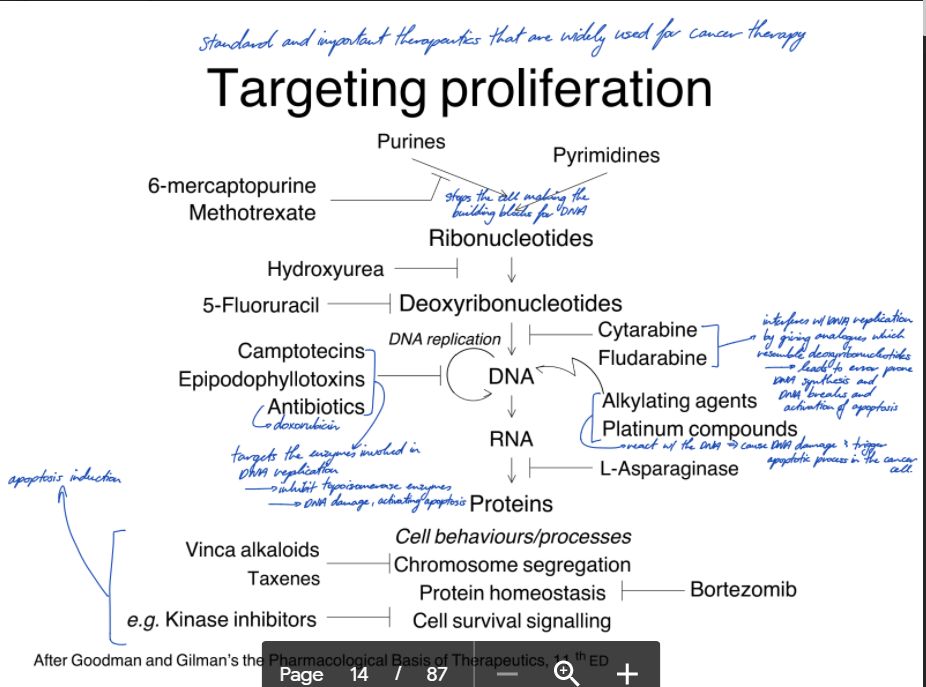 standard and important therapeutics that are widely used for cancer therapy
Targeting proliferation
Purines
Pyrimidines
6-mercaptopurine
Methotrexate
stops the cell making the
building blocks for DNA
Ribonucleotides
Hydroxyurea
5-Fluoruracil
Deoxyribonucleotides
DNA replication
Cytarabine
Fludarabine
interferes w/ DNA replication
by giving analogues which
resemble deoxyribonucleotides
→ leads to error prone
DNA synthesis and
DNA breaks and
activation of apoptosis
Camptotecins
Epipodophyllotoxins
Antibiotics
doxorubicin
DNA
Alkylating agents
Platinum compounds
react w/ the DNA → cause DNA damage & trigger
apoptotic process in the cancer
cell
targets the enzymes involved in
DNA replication
→ inhibit topoisomerase enzymes
→ DNA damage, activating apoptosis
RNA
L-Asparaginase
Proteins
apoptosis induction
Cell behaviours/processes
Vinca alkaloids
Taxenes
Chromosome segregation
Protein homeostasis
Bortezomib
e.g. Kinase inhibitors
Cell survival signalling
After Goodman and Gilman's the Pharmacological Basis of Therapeutics, 11 th ED
Page 14 / 87